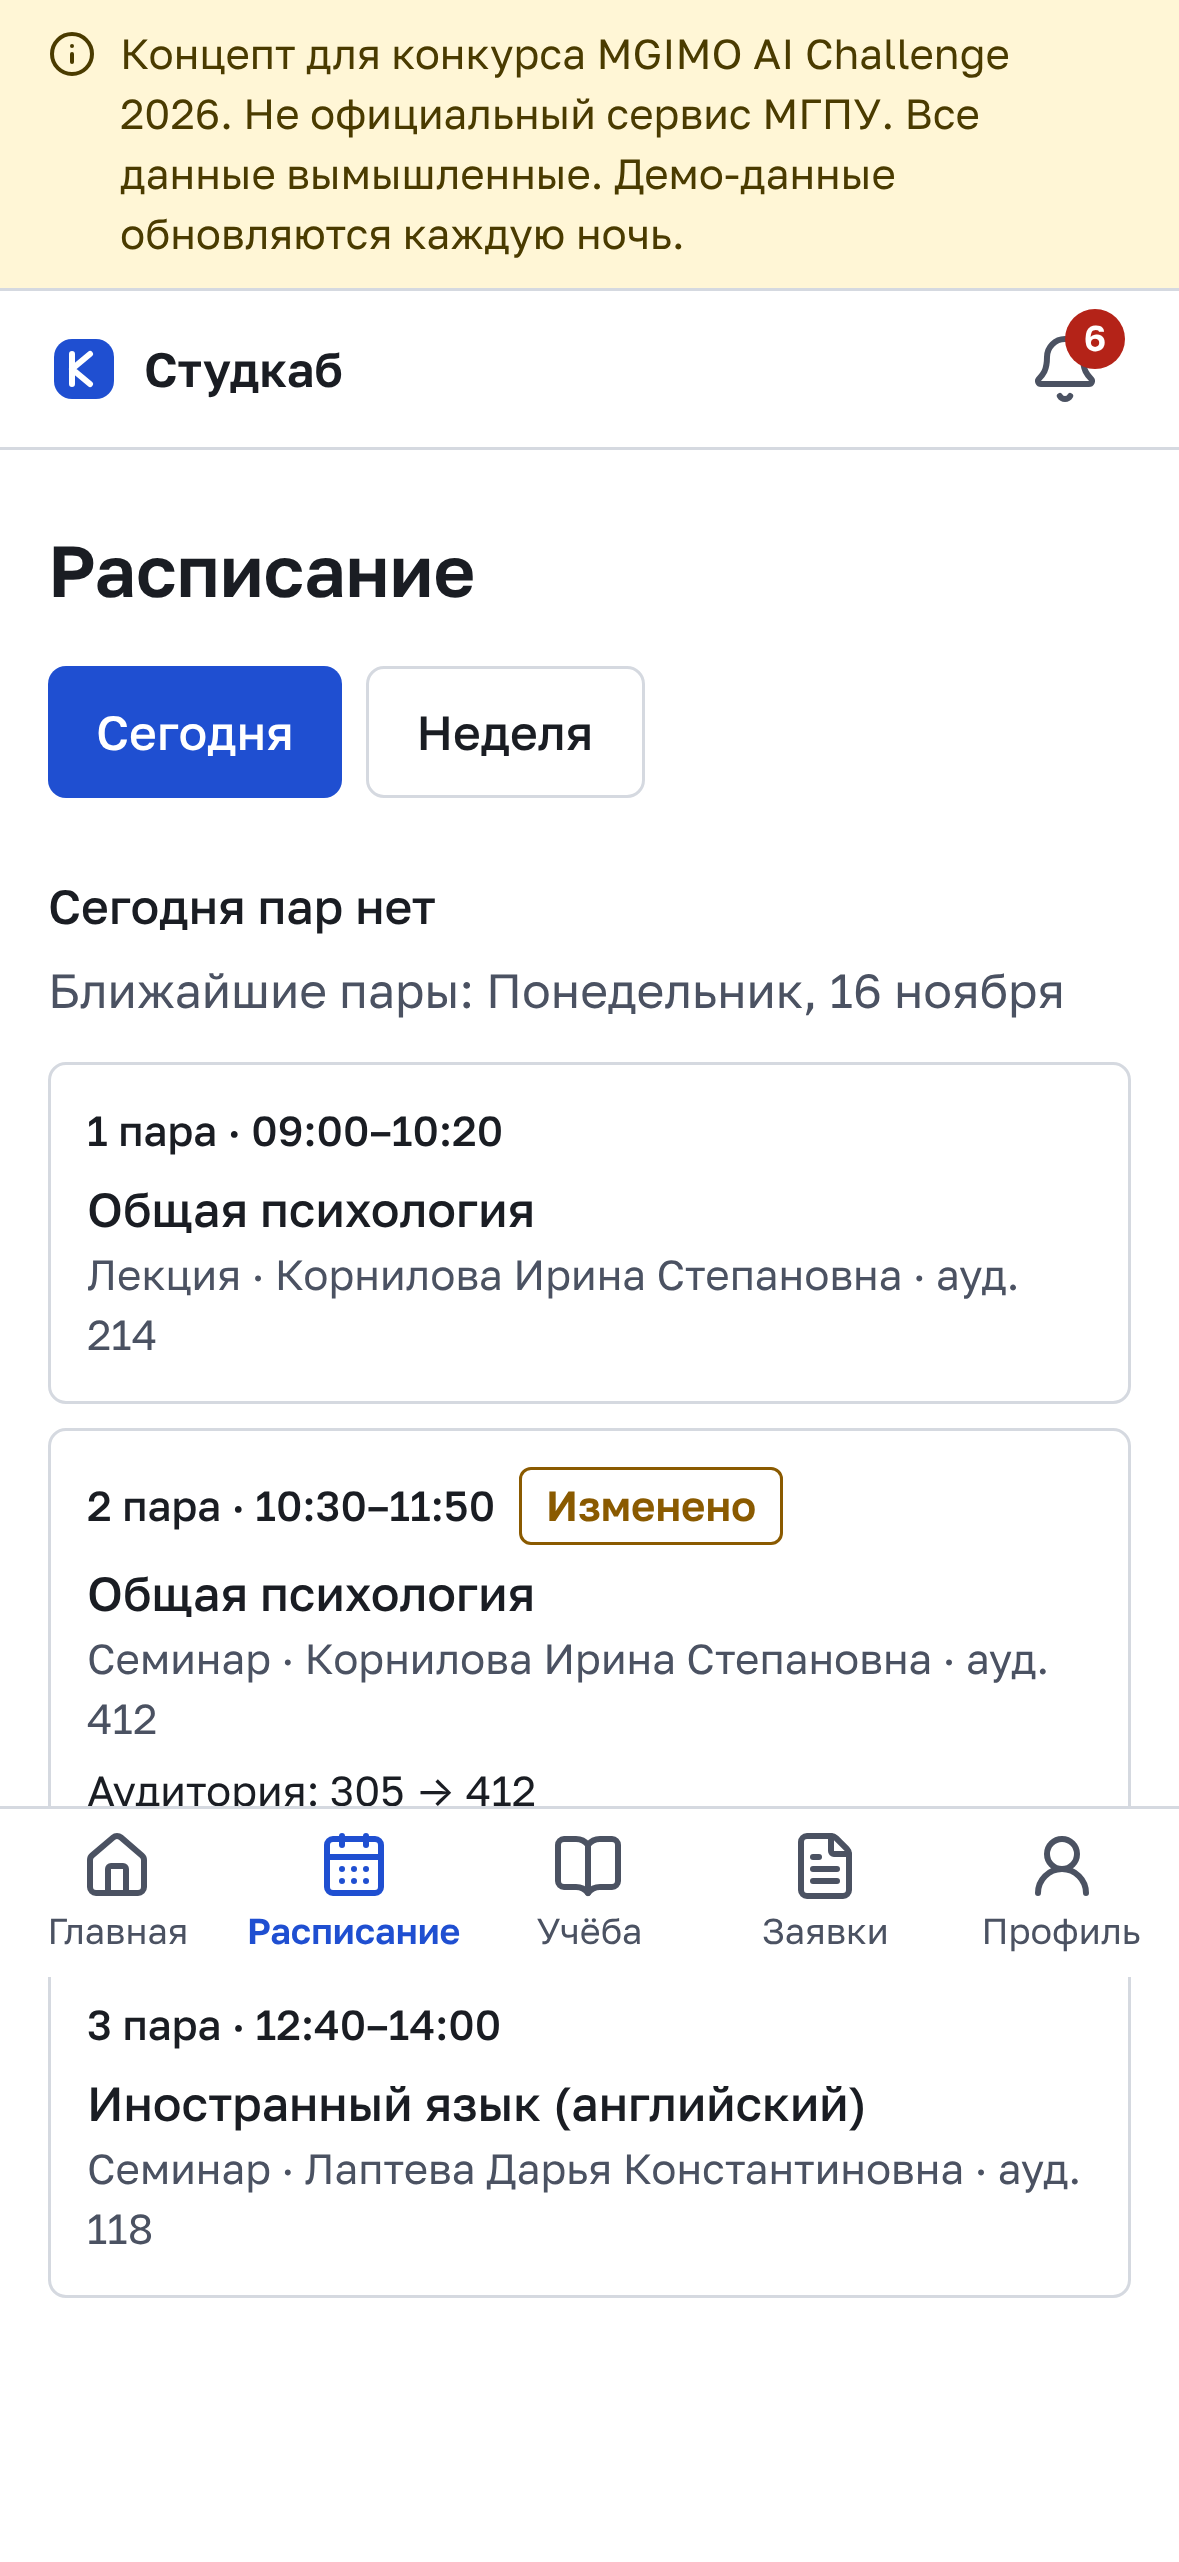 Концепт для конкурса MGIMO AI Challenge
2026. Не официальный сервис МГПУ. Все
данные вымышленные. Демо-данные
обновляются каждую ночь.
Студкаб
6
Расписание
Сегодня
Неделя
Сегодня пар нет
Ближайшие пары: Понедельник, 16 ноября
1 пара · 09:00–10:20
Общая психология
Лекция · Корнилова Ирина Степановна · ауд.
214
2 пара · 10:30–11:50
Изменено
Общая психология
Семинар · Корнилова Ирина Степановна · ауд.
412
Аудитория: 305 → 412
Главная
Расписание
Учёба
Заявки
Профиль
3 пара · 12:40–14:00
Иностранный язык (английский)
Семинар · Лаптева Дарья Константиновна · ауд.
118